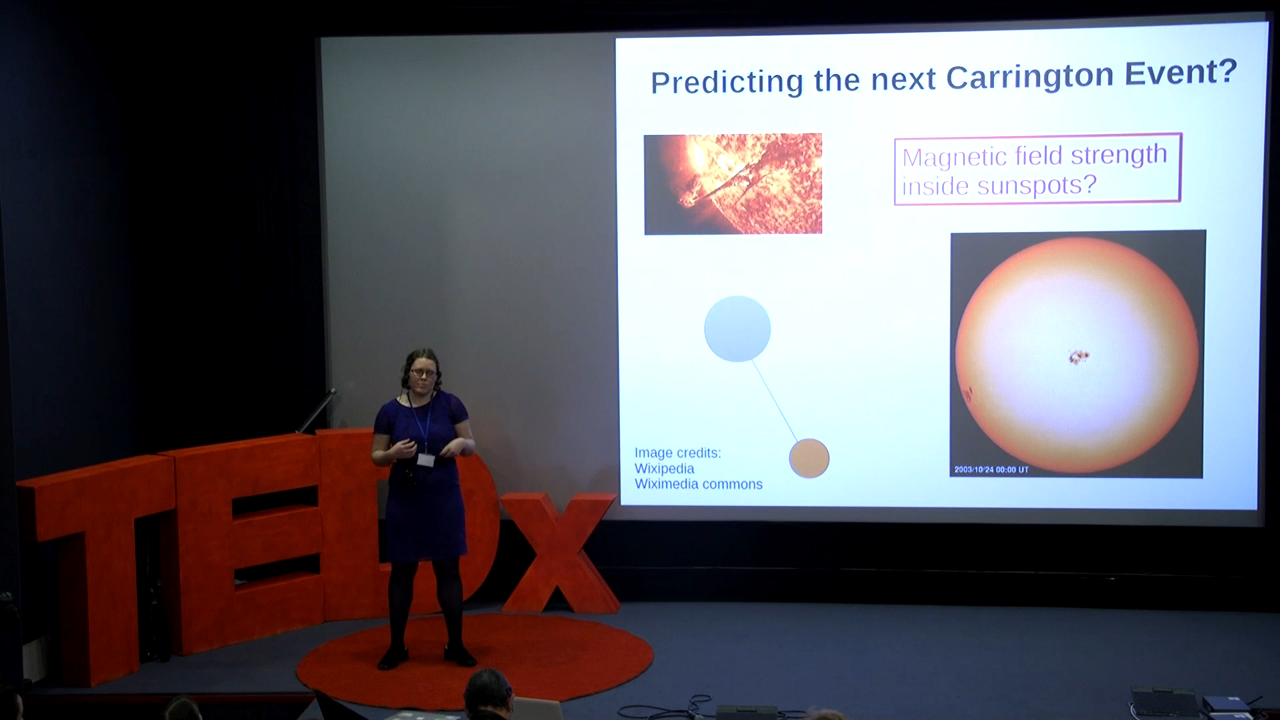 Predicting the next Carrington Event?
Magnetic field strength
inside sunspots?
Image credits:
Wixipedia
Wiximedia commons
2003/10/24 00:00 UT
TEDx